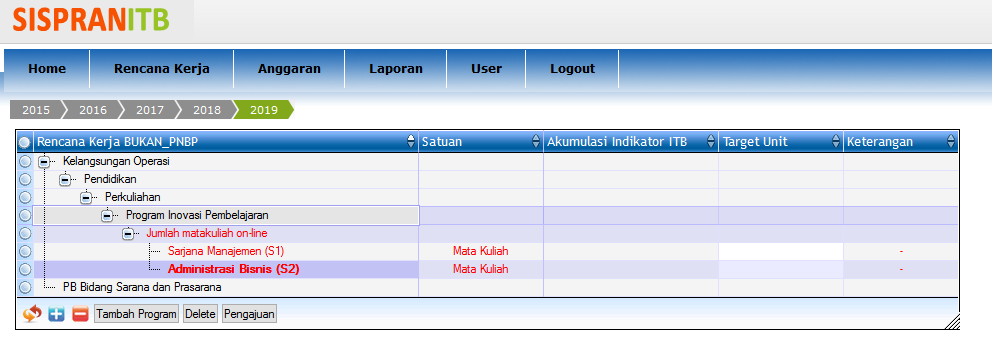 SISPRANITB
Home Rencana Kerja Anggaran Laporan User Logout
2015 2016 2017 2018 2019
Rencana Kerja BUKAN_PNBP Satuan Akumulasi Indikator ITB Target Unit Keterangan
Kelangsungan Operasi
Pendidikan
Perkuliahan
Program Inovasi Pembelajaran
Jumlah matakuliah on-line
Sarjana Manajemen (S1) Mata Kuliah -
Administrasi Bisnis (S2) Mata Kuliah -
PB Bidang Sarana dan Prasarana
Tambah Program Delete Pengajuan